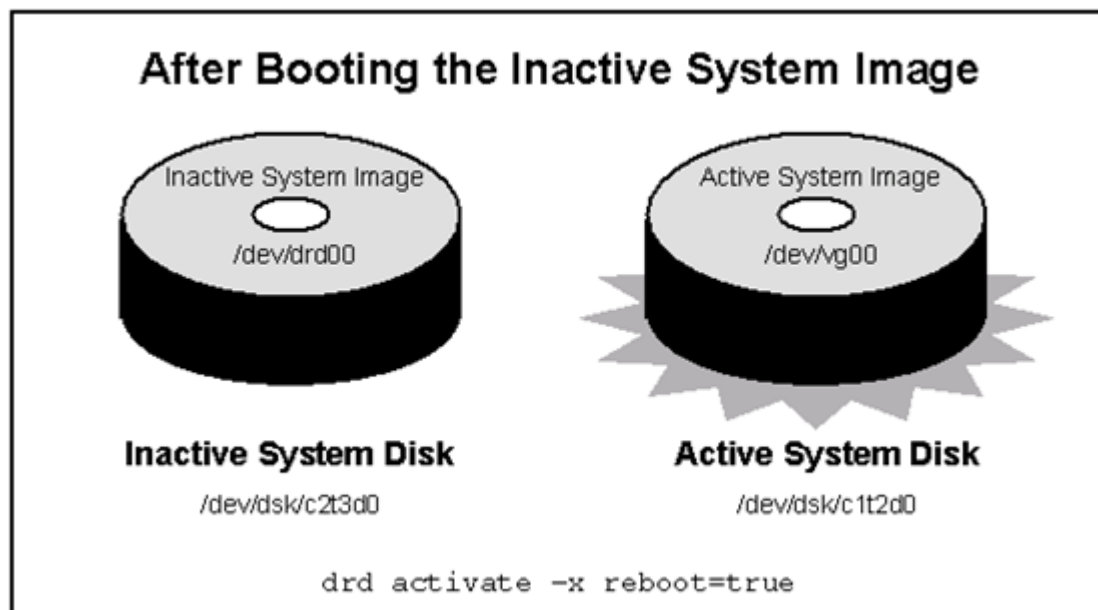 After Booting the Inactive System Image
Inactive System Image
/dev/drd00
Inactive System Disk
/dev/dsk/c2t3d0
Active System Image
/dev/vg00
Active System Disk
/dev/dsk/c1t2d0
drd activate -x reboot=true